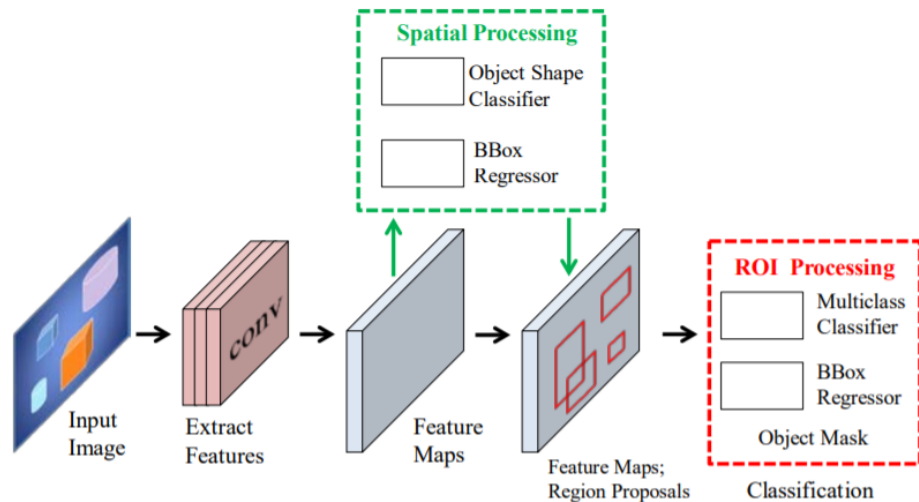 Spatial Processing
Object Shape
Classifier
BBox
Regressor
Input
Image
conv
Extract
Features
Feature
Maps
Feature Maps;
Region Proposals
ROI Processing
Multiclass
Classifier
BBox
Regressor
Object Mask
Classification